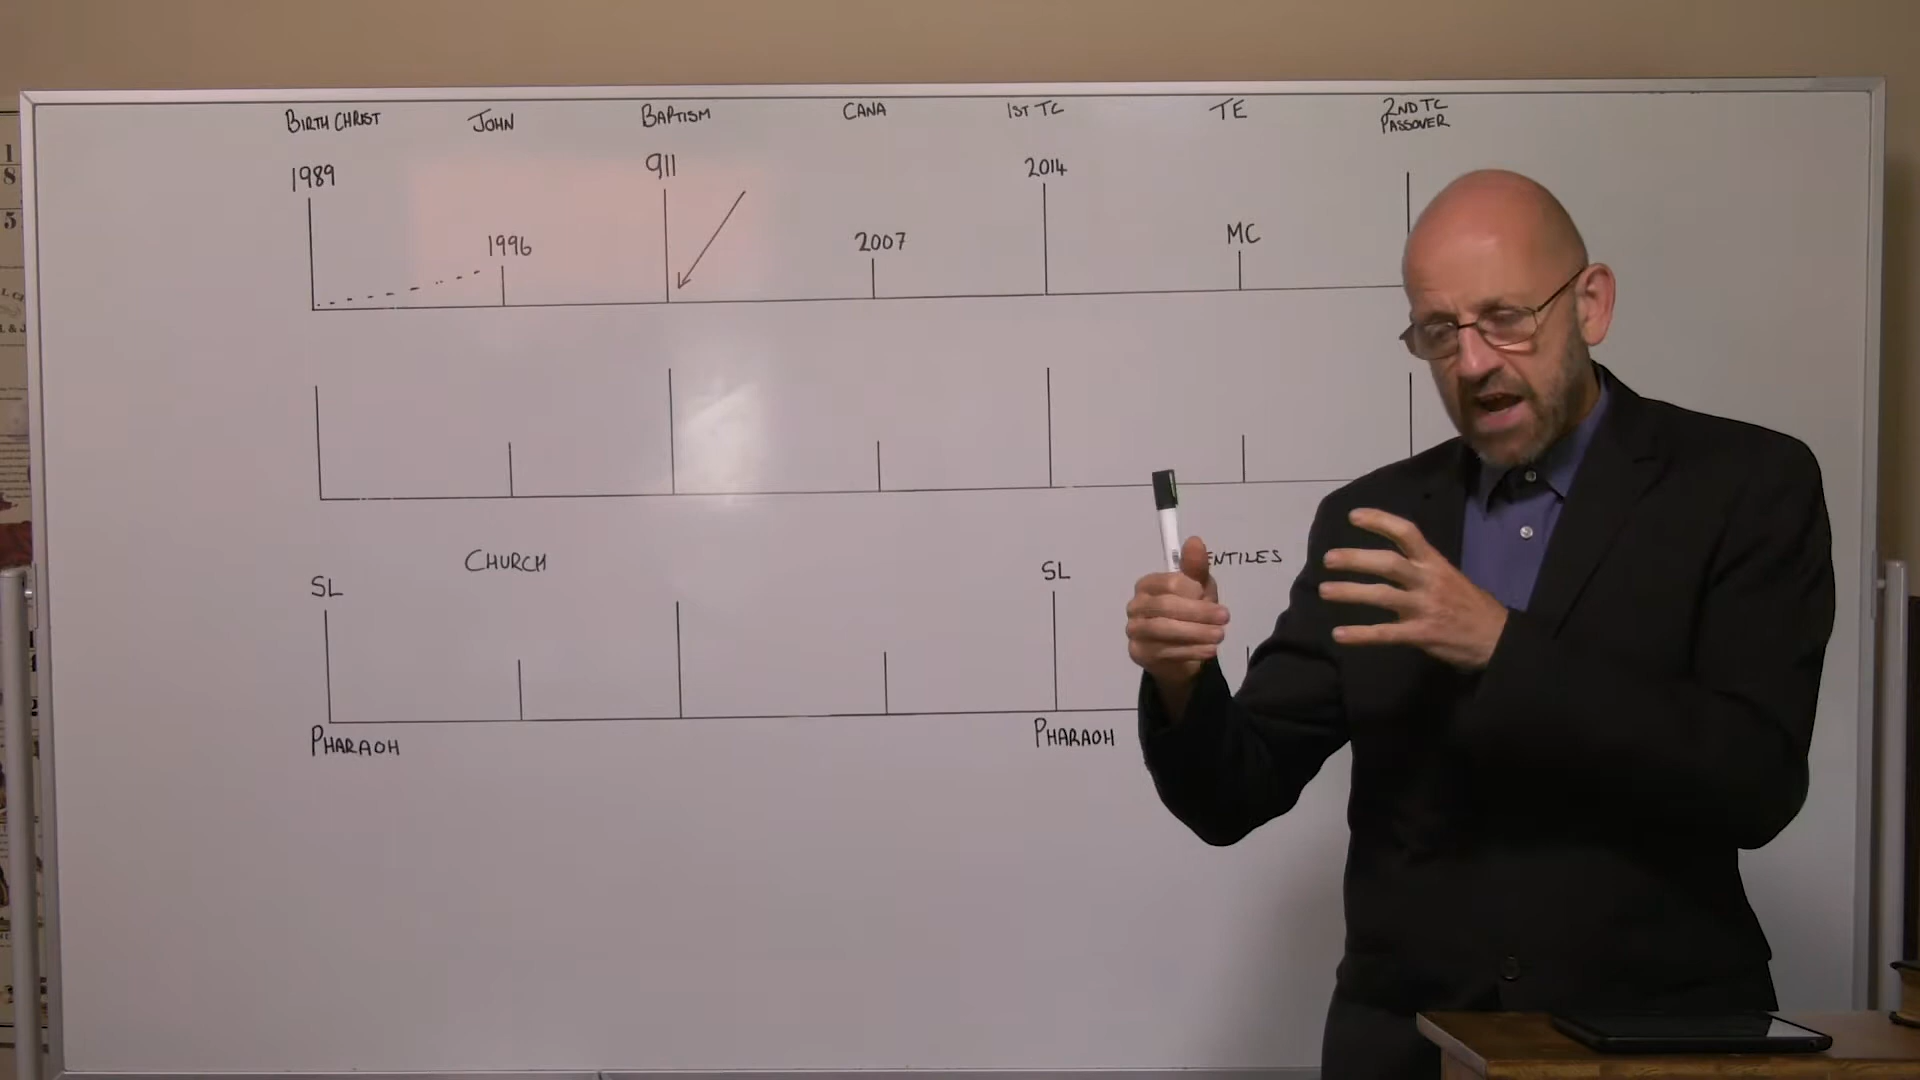 BIRTH CHRIST
JOHN
BAPTISM
CANA
1ST TC
TE
2ND TC
PASSOVER
1989
911
2014
1996
2007
MC
CHURCH
SL
SL
PHARAOH
PHARAOH